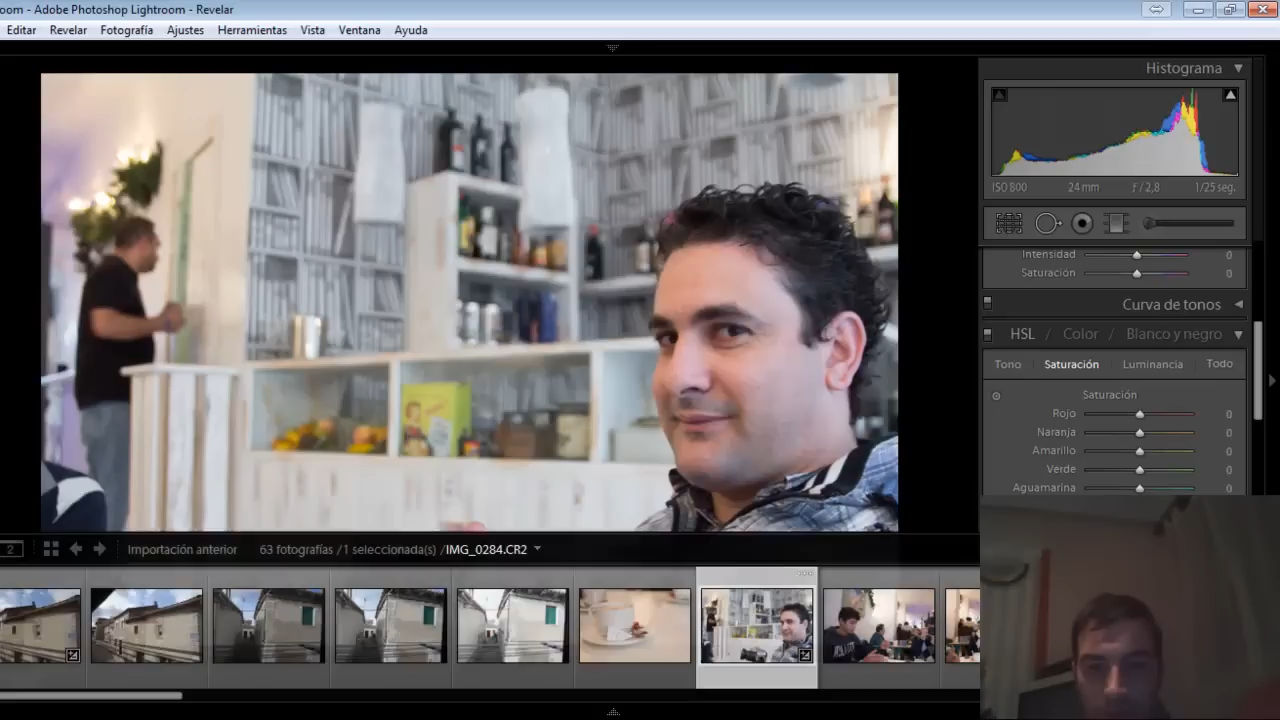 oom - Adobe Photoshop Lightroom - Revelar
Editar Revelar Fotografía Ajustes Herramientas Vista Ventana Ayuda
Histograma
ISO 800 24 mm f / 2,8 1/25 seg.
Intensidad 0
Saturación 0
Curva de tonos
HSL / Color / Blanco y negro
Tono Saturación Luminancia Todo
Saturación
Rojo 0
Naranja 0
Amarillo 0
Verde 0
Aguamarina 0
2 Importación anterior 63 fotografías /1 seleccionada(s) /IMG_0284.CR2